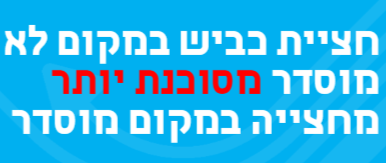 חציית כביש במקום לא
מוסדר מסוכנת יותר
מחצייה במקום מוסדר